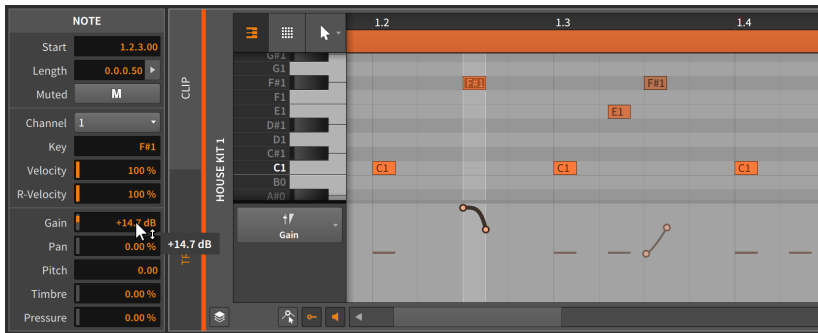 NOTE
Start 1.2.3.00
Length 0.0.0.50
Muted M
Channel 1
Key F#1
Velocity 100 %
R-Velocity 100 %
Gain +14.7 dB
Pan 0.00 %
Pitch 0.00
Timbre 0.00 %
Pressure 0.00 %
+14.7 dB
CLIP
HOUSE KIT 1
1.2 1.3 1.4
G#1
G1
F#1 F#1 F#1
F1
E1 E1
D#1
D1
C#1
C1 C1 C1 C1
B0
A#0
Gain